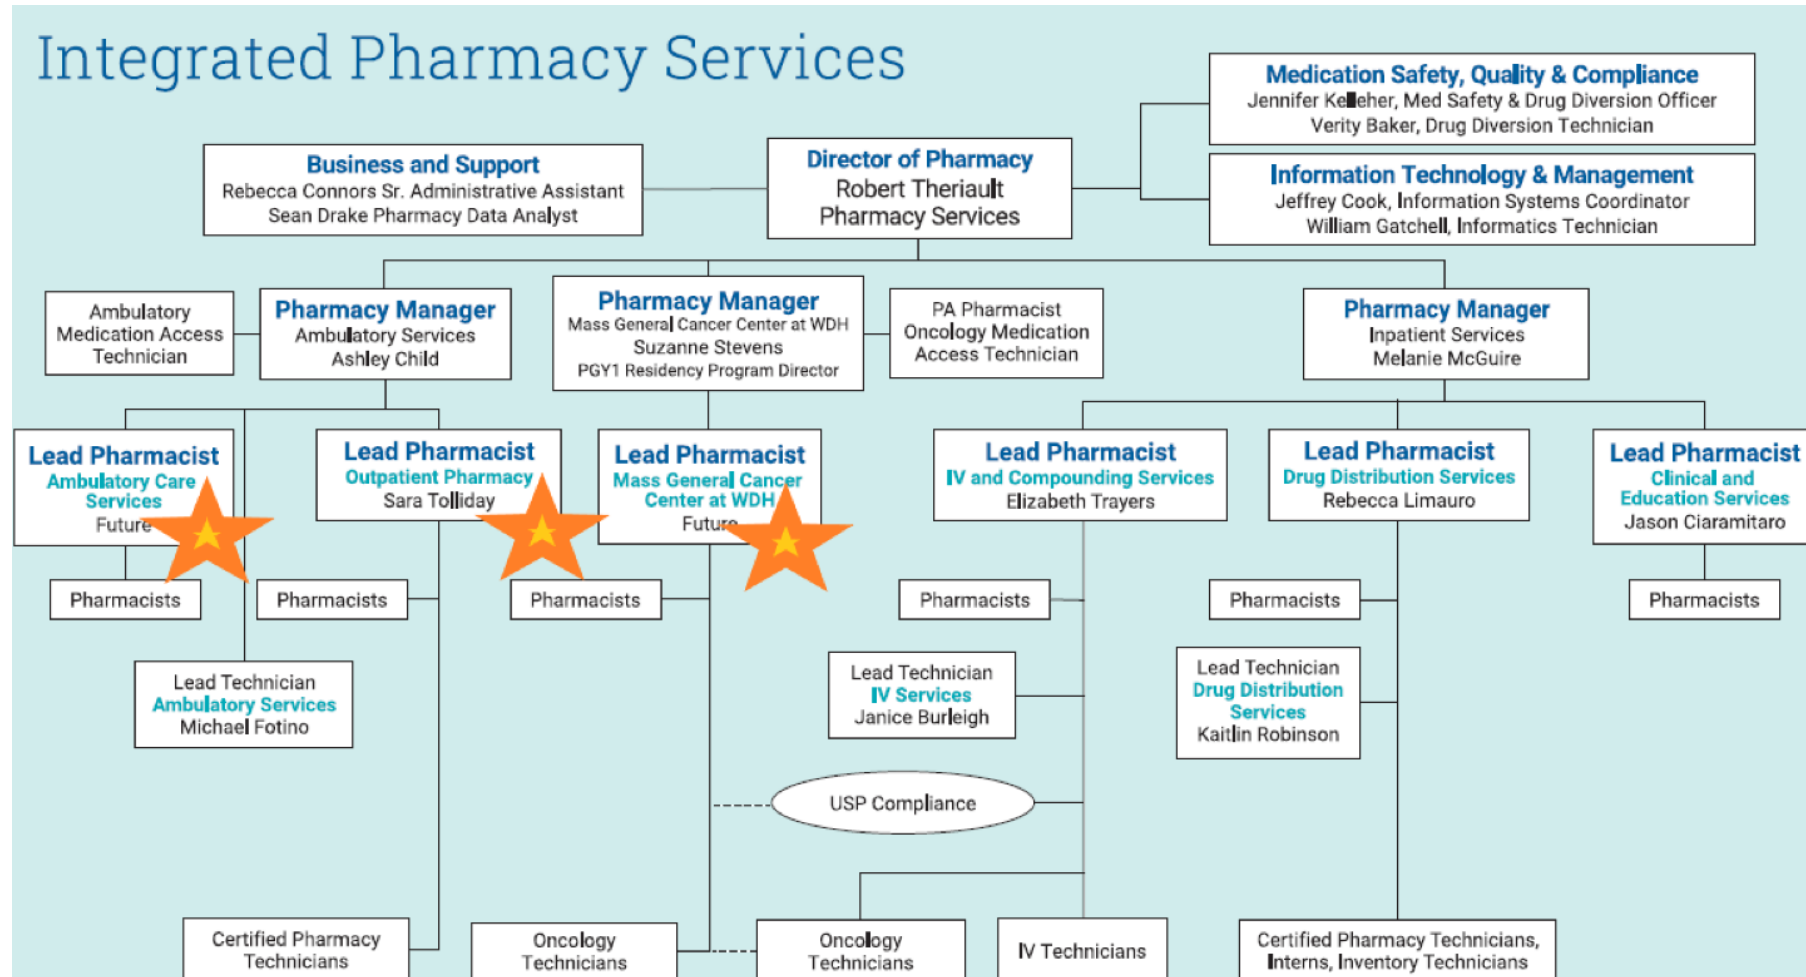 Integrated Pharmacy Services
Medication Safety, Quality & Compliance
Jennifer Kelleher, Med Safety & Drug Diversion Officer
Verity Baker, Drug Diversion Technician
Business and Support
Rebecca Connors Sr. Administrative Assistant
Sean Drake Pharmacy Data Analyst
Director of Pharmacy
Robert Theriault
Pharmacy Services
Information Technology & Management
Jeffrey Cook, Information Systems Coordinator
William Gatchell, Informatics Technician
Ambulatory
Medication Access
Technician
Pharmacy Manager
Ambulatory Services
Ashley Child
Pharmacy Manager
Mass General Cancer Center at WDH
Suzanne Stevens
PGY1 Residency Program Director
PA Pharmacist
Oncology Medication
Access Technician
Pharmacy Manager
Inpatient Services
Melanie McGuire
Lead Pharmacist
Ambulatory Care
Services
Future
Lead Pharmacist
Outpatient Pharmacy
Sara Tolliday
Lead Pharmacist
Mass General Cancer
Center at WDH
Future
Lead Pharmacist
IV and Compounding Services
Elizabeth Trayers
Lead Pharmacist
Drug Distribution Services
Rebecca Limauro
Lead Pharmacist
Clinical and
Education Services
Jason Ciaramitaro
Pharmacists
Pharmacists
Pharmacists
Pharmacists
Pharmacists
Pharmacists
Lead Technician
Ambulatory Services
Michael Fotino
Lead Technician
IV Services
Janice Burleigh
Lead Technician
Drug Distribution
Services
Kaitlin Robinson
USP Compliance
Certified Pharmacy
Technicians
Oncology
Technicians
Oncology
Technicians
IV Technicians
Certified Pharmacy Technicians,
Interns, Inventory Technicians